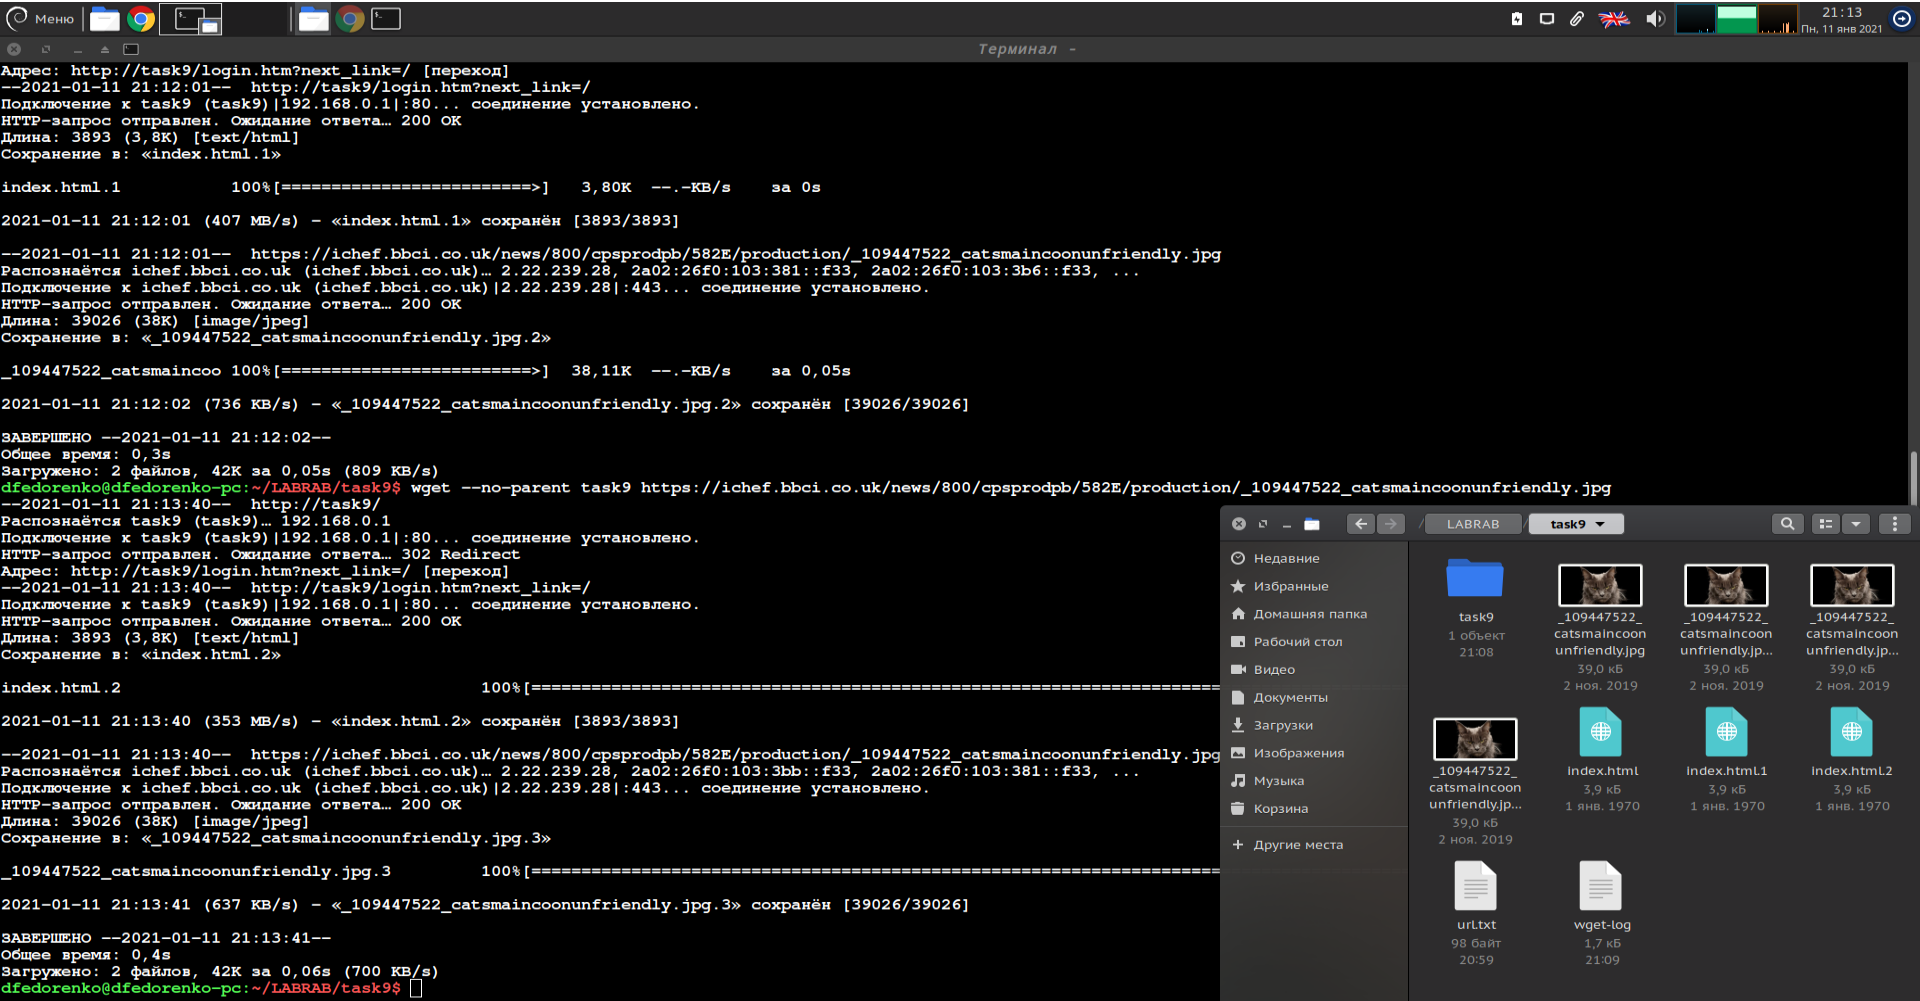 Меню
21:13
Пн, 11 янв 2021
Терминал -
Адрес: http://task9/login.htm?next_link=/ [переход]
--2021-01-11 21:12:01--  http://task9/login.htm?next_link=/
Подключение к task9 (task9)|192.168.0.1|:80... соединение установлено.
HTTP-запрос отправлен. Ожидание ответа… 200 OK
Длина: 3893 (3,8K) [text/html]
Сохранение в: «index.html.1»
index.html.1           100%[=========================>]   3,80K  --.-KB/s    за 0s
2021-01-11 21:12:01 (407 MB/s) - «index.html.1» сохранён [3893/3893]
--2021-01-11 21:12:01--  https://ichef.bbci.co.uk/news/800/cpsprodpb/582E/production/_109447522_catsmaincoonunfriendly.jpg
Распознаётся ichef.bbci.co.uk (ichef.bbci.co.uk)… 2.22.239.28, 2a02:26f0:103:381::f33, 2a02:26f0:103:3b6::f33, ...
Подключение к ichef.bbci.co.uk (ichef.bbci.co.uk)|2.22.239.28|:443... соединение установлено.
HTTP-запрос отправлен. Ожидание ответа… 200 OK
Длина: 39026 (38K) [image/jpeg]
Сохранение в: «_109447522_catsmaincoonunfriendly.jpg.2»
_109447522_catsmaincoo 100%[=========================>]  38,11K  --.-KB/s    за 0,05s
2021-01-11 21:12:02 (736 KB/s) - «_109447522_catsmaincoonunfriendly.jpg.2» сохранён [39026/39026]
ЗАВЕРШЕНО --2021-01-11 21:12:02--
Общее время: 0,3s
Загружено: 2 файлов, 42K за 0,05s (809 KB/s)
dfedorenko@dfedorenko-pc:~/LABRAB/task9$ wget --no-parent task9 https://ichef.bbci.co.uk/news/800/cpsprodpb/582E/production/_109447522_catsmaincoonunfriendly.jpg
--2021-01-11 21:13:40--  http://task9/
Распознаётся task9 (task9)… 192.168.0.1
Подключение к task9 (task9)|192.168.0.1|:80... соединение установлено.
HTTP-запрос отправлен. Ожидание ответа… 302 Redirect
Адрес: http://task9/login.htm?next_link=/ [переход]
--2021-01-11 21:13:40--  http://task9/login.htm?next_link=/
Подключение к task9 (task9)|192.168.0.1|:80... соединение установлено.
HTTP-запрос отправлен. Ожидание ответа… 200 OK
Длина: 3893 (3,8K) [text/html]
Сохранение в: «index.html.2»
index.html.2                                    100%[=====================================================================
2021-01-11 21:13:40 (353 MB/s) - «index.html.2» сохранён [3893/3893]
--2021-01-11 21:13:40--  https://ichef.bbci.co.uk/news/800/cpsprodpb/582E/production/_109447522_catsmaincoonunfriendly.jpg
Распознаётся ichef.bbci.co.uk (ichef.bbci.co.uk)… 2.22.239.28, 2a02:26f0:103:3bb::f33, 2a02:26f0:103:381::f33, ...
Подключение к ichef.bbci.co.uk (ichef.bbci.co.uk)|2.22.239.28|:443... соединение установлено.
HTTP-запрос отправлен. Ожидание ответа… 200 OK
Длина: 39026 (38K) [image/jpeg]
Сохранение в: «_109447522_catsmaincoonunfriendly.jpg.3»
_109447522_catsmaincoonunfriendly.jpg.3         100%[=====================================================================
2021-01-11 21:13:41 (637 KB/s) - «_109447522_catsmaincoonunfriendly.jpg.3» сохранён [39026/39026]
ЗАВЕРШЕНО --2021-01-11 21:13:41--
Общее время: 0,4s
Загружено: 2 файлов, 42K за 0,06s (700 KB/s)
dfedorenko@dfedorenko-pc:~/LABRAB/task9$
/ LABRAB / task9
Недавние
Избранные
Домашняя папка
Рабочий стол
Видео
Документы
Загрузки
Изображения
Музыка
Корзина
+ Другие места
task9
1 объект
21:08
_109447522_
catsmaincoon
unfriendly.jpg
39,0 кБ
2 ноя. 2019
_109447522_
catsmaincoon
unfriendly.jp...
39,0 кБ
2 ноя. 2019
_109447522_
catsmaincoon
unfriendly.jp...
39,0 кБ
2 ноя. 2019
_109447522_
catsmaincoon
unfriendly.jp...
39,0 кБ
2 ноя. 2019
index.html
3,9 кБ
1 янв. 1970
index.html.1
3,9 кБ
1 янв. 1970
index.html.2
3,9 кБ
1 янв. 1970
url.txt
98 байт
20:59
wget-log
1,7 кБ
21:09